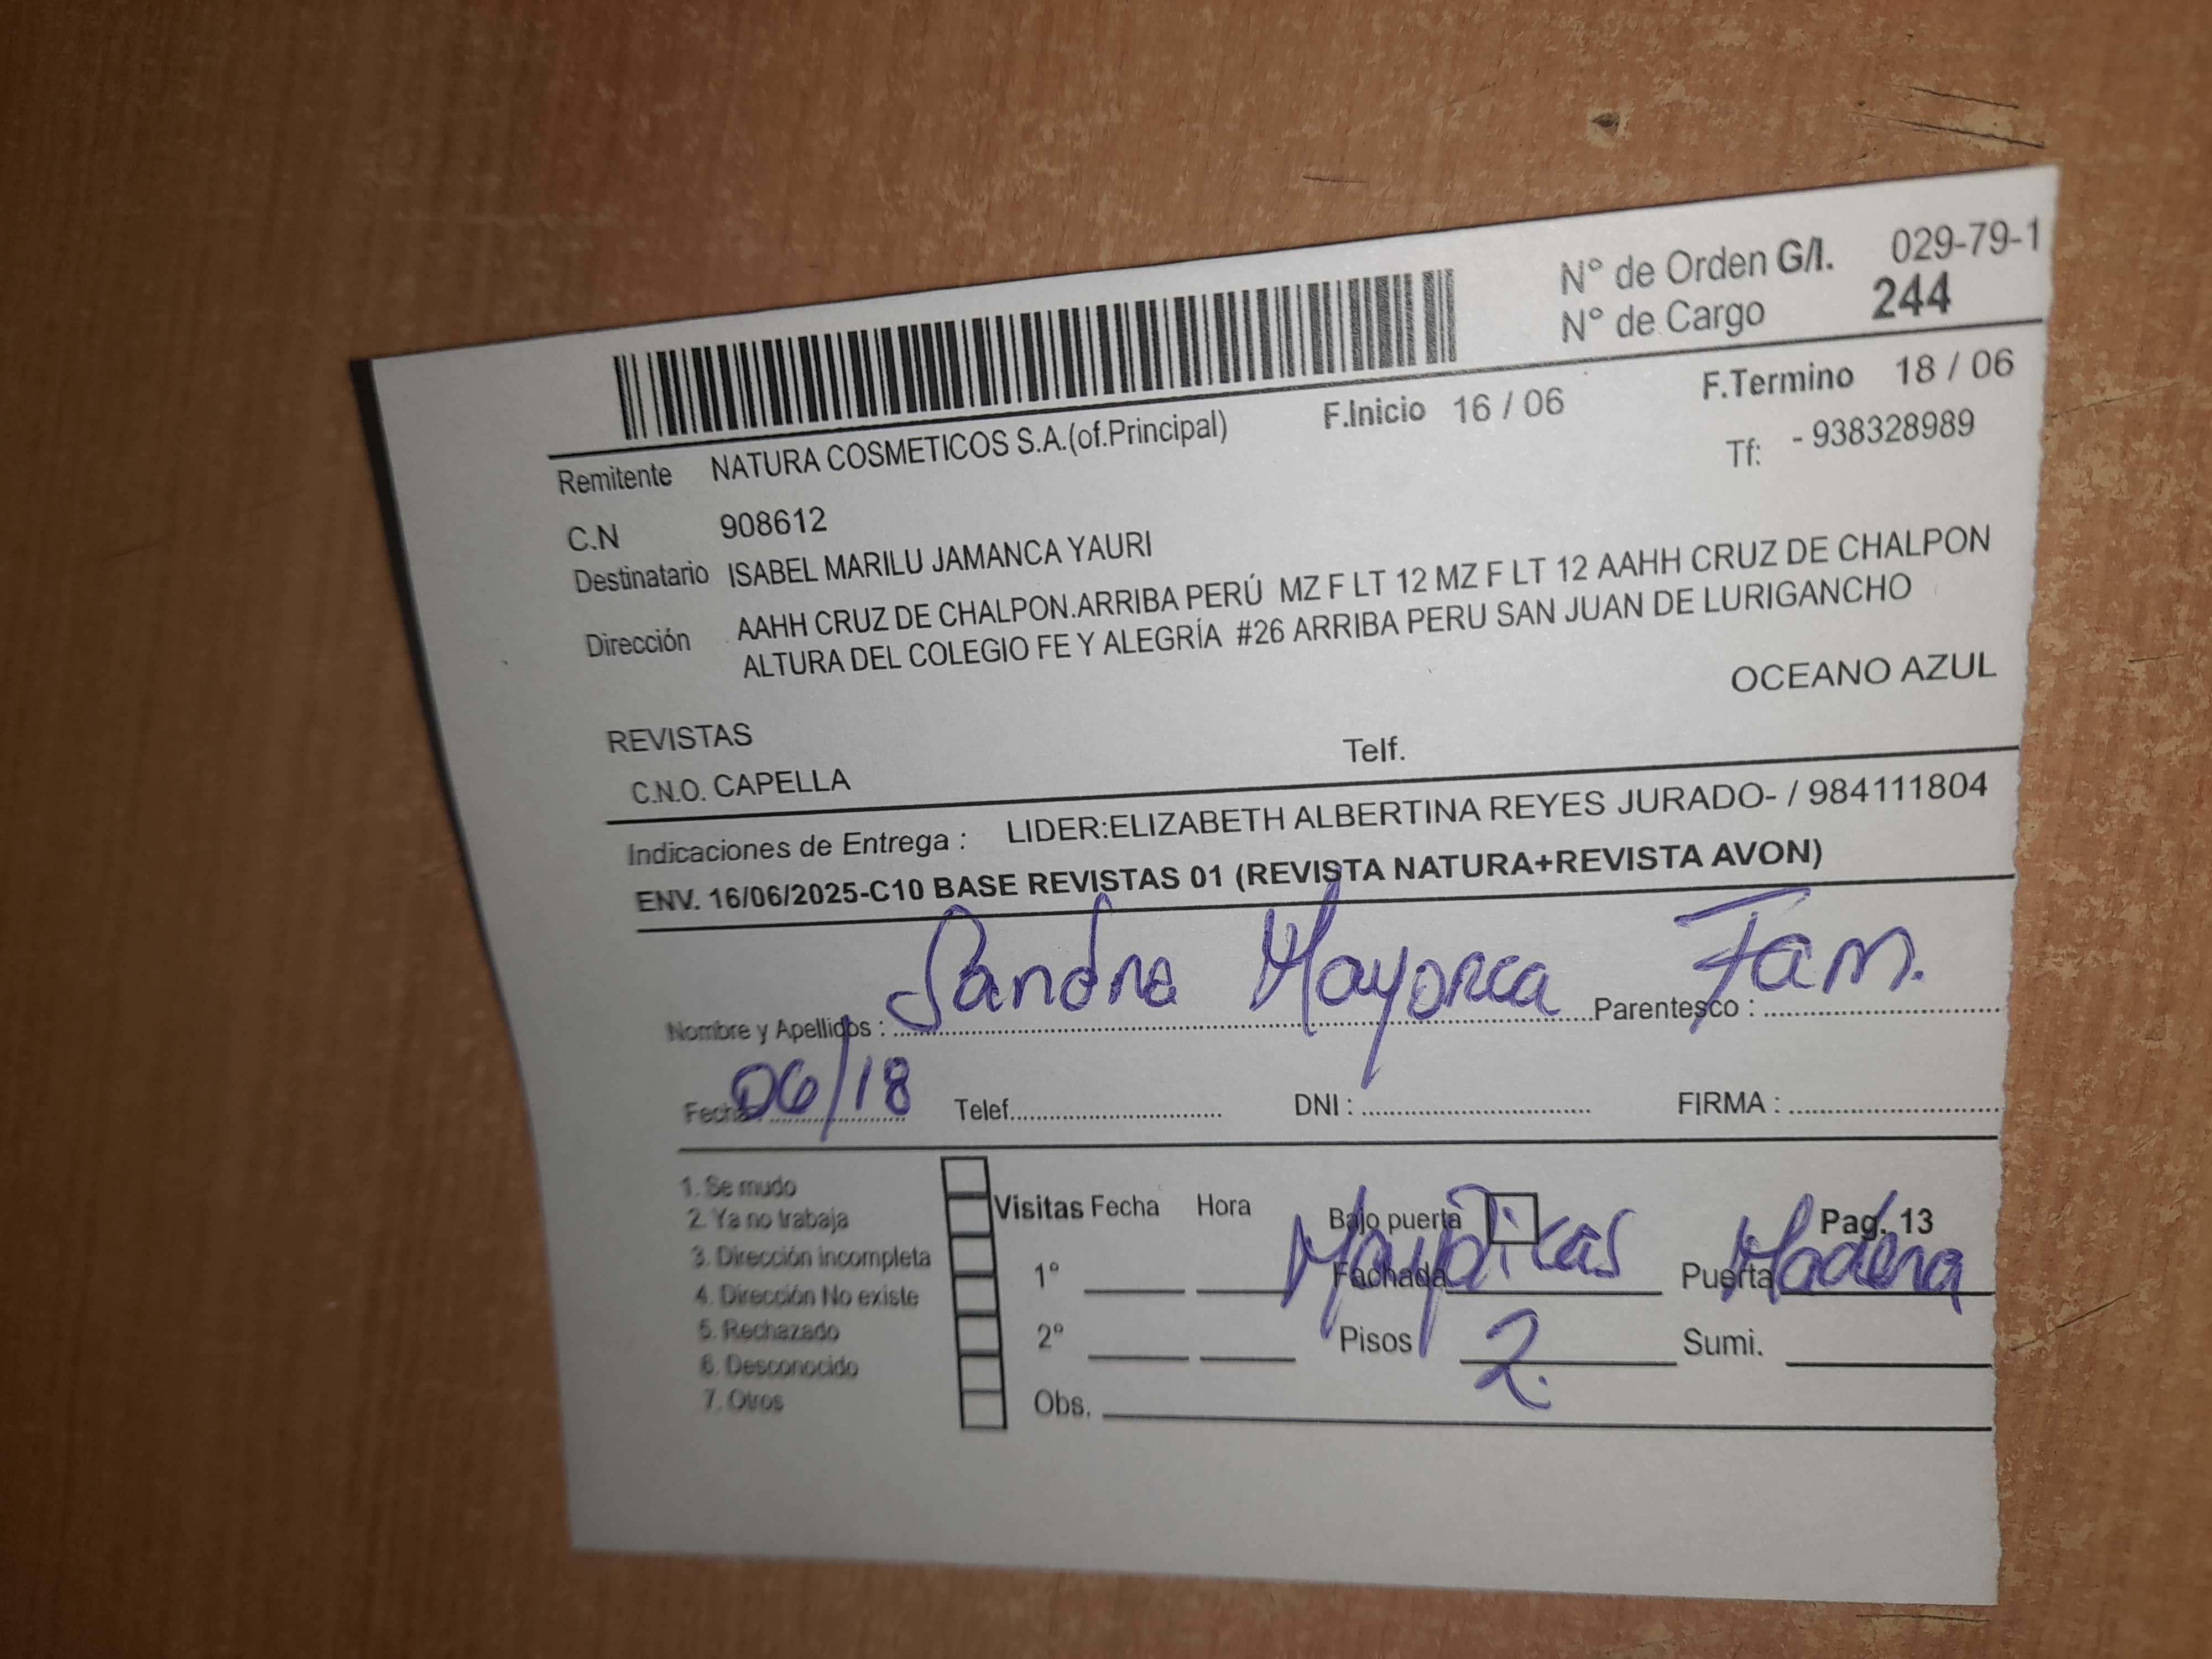 N° de Orden G/I. 029-79-1
N° de Cargo 244
F.Inicio 16 / 06 F.Termino 18 / 06
Remitente NATURA COSMETICOS S.A.(of.Principal) Tf: - 938328989
C.N 908612
Destinatario ISABEL MARILU JAMANCA YAURI
Dirección AAHH CRUZ DE CHALPON.ARRIBA PERÚ MZ F LT 12 MZ F LT 12 AAHH CRUZ DE CHALPON
ALTURA DEL COLEGIO FE Y ALEGRÍA #26 ARRIBA PERU SAN JUAN DE LURIGANCHO
OCEANO AZUL
REVISTAS
C.N.O. CAPELLA Telf.
Indicaciones de Entrega : LIDER:ELIZABETH ALBERTINA REYES JURADO- / 984111804
ENV. 16/06/2025-C10 BASE REVISTAS 01 (REVISTA NATURA+REVISTA AVON)
Nombre y Apellidos : Sandra Mayorca Parentesco : Fam.
Fecha : 06/18 Telef. DNI : FIRMA :
1. Se mudo
2. Ya no trabaja
3. Dirección incompleta
4. Dirección No existe
5. Rechazado
6. Desconocido
7. Otros
Visitas Fecha Hora Bajo puerta Pag. 13
1° Fachada Puerta Madera
2° Pisos 2. Sumi.
Obs.